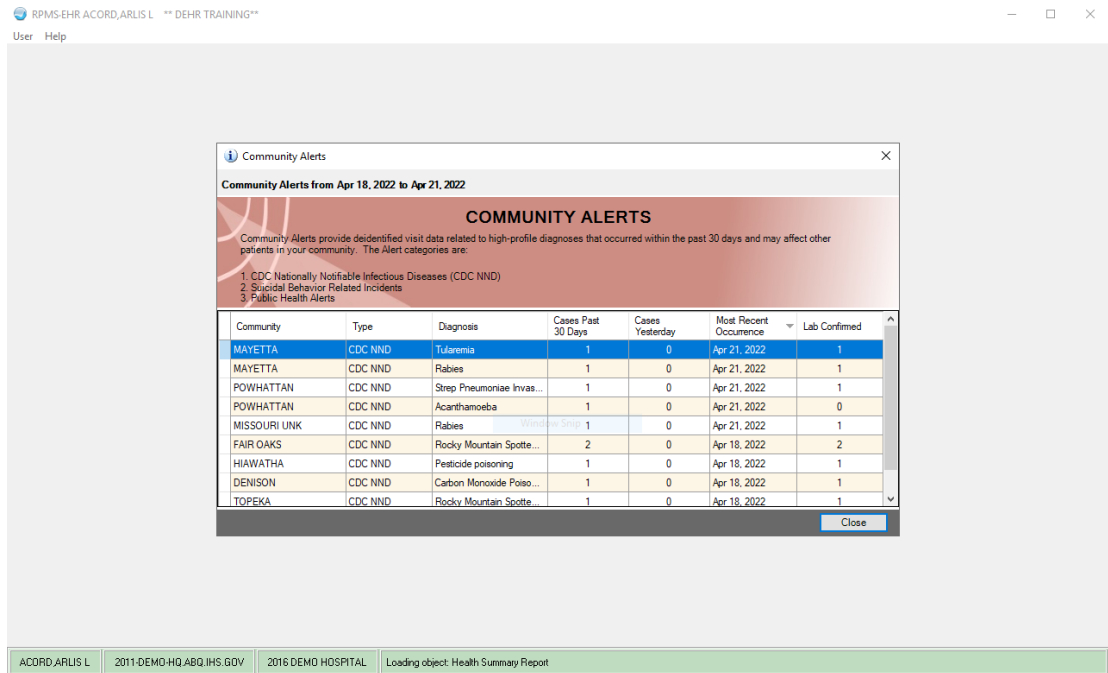 RPMS-EHR ACORD,ARLIS L ** DEHR TRAINING**
User Help
Community Alerts
Community Alerts from Apr 18, 2022 to Apr 21, 2022
COMMUNITY ALERTS
Community Alerts provide deidentified visit data related to high-profile diagnoses that occurred within the past 30 days and may affect other
patients in your community. The Alert categories are:
1. CDC Nationally Notifiable Infectious Diseases (CDC NND)
2. Suicidal Behavior Related Incidents
3. Public Health Alerts
Community Type Diagnosis Cases Past 30 Days Cases Yesterday Most Recent Occurrence Lab Confirmed
MAYETTA CDC NND Tularemia 1 0 Apr 21, 2022 1
MAYETTA CDC NND Rabies 1 0 Apr 21, 2022 1
POWHATTAN CDC NND Strep Pneumoniae Invas... 1 0 Apr 21, 2022 1
POWHATTAN CDC NND Acanthamoeba 1 0 Apr 21, 2022 0
MISSOURI UNK CDC NND Rabies 1 0 Apr 21, 2022 1
Window Snip
FAIR OAKS CDC NND Rocky Mountain Spotte... 2 0 Apr 18, 2022 2
HIAWATHA CDC NND Pesticide poisoning 1 0 Apr 18, 2022 1
DENISON CDC NND Carbon Monoxide Poiso... 1 0 Apr 18, 2022 1
TOPEKA CDC NND Rocky Mountain Spotte... 1 0 Apr 18, 2022 1
Close
ACORD,ARLIS L 2011-DEMO-HQ.ABQ.IHS.GOV 2016 DEMO HOSPITAL Loading object: Health Summary Report